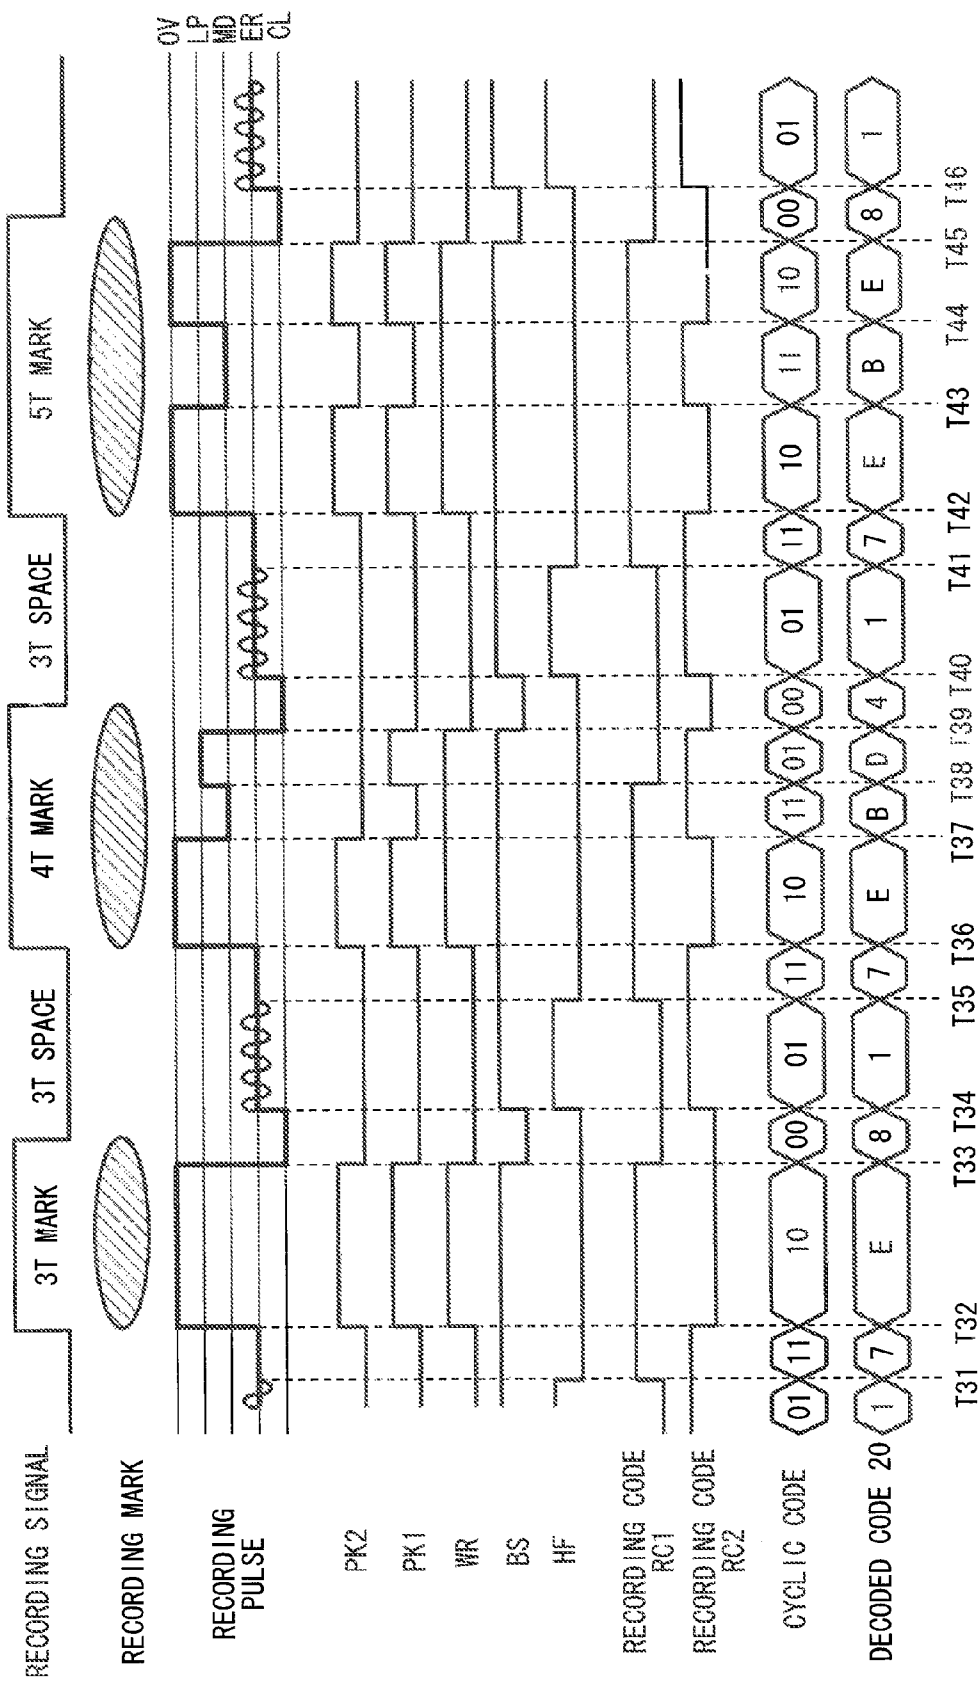 RECORDING SIGNAL
3T MARK
3T SPACE
4T MARK
3T SPACE
5T MARK
RECORDING MARK
RECORDING
PULSE
OV
LP
MD
ER
CL
PK2
PK1
WR
BS
HF
RECORDING CODE
RC1
RECORDING CODE
RC2
CYCLIC CODE
01 11 10 00 01 11 10 11 01 00 01 11 10 11 10 00 01
DECODED CODE 20
1 7 E 8 1 7 E B D 4 1 7 E B E 8 1
T31 T32 T33 T34 T35 T36 T37 T38 T39 T40 T41 T42 T43 T44 T45 T46